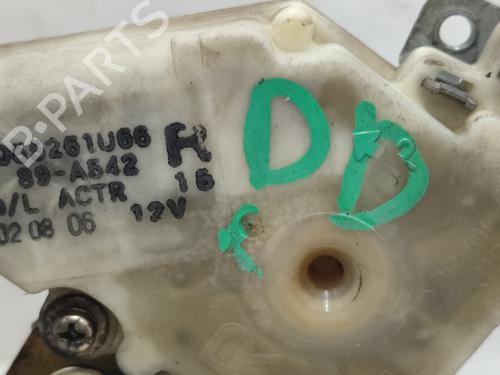 89-A542
D/L ACTR
02 08 06
R
16
12V
DD
B-PARTS